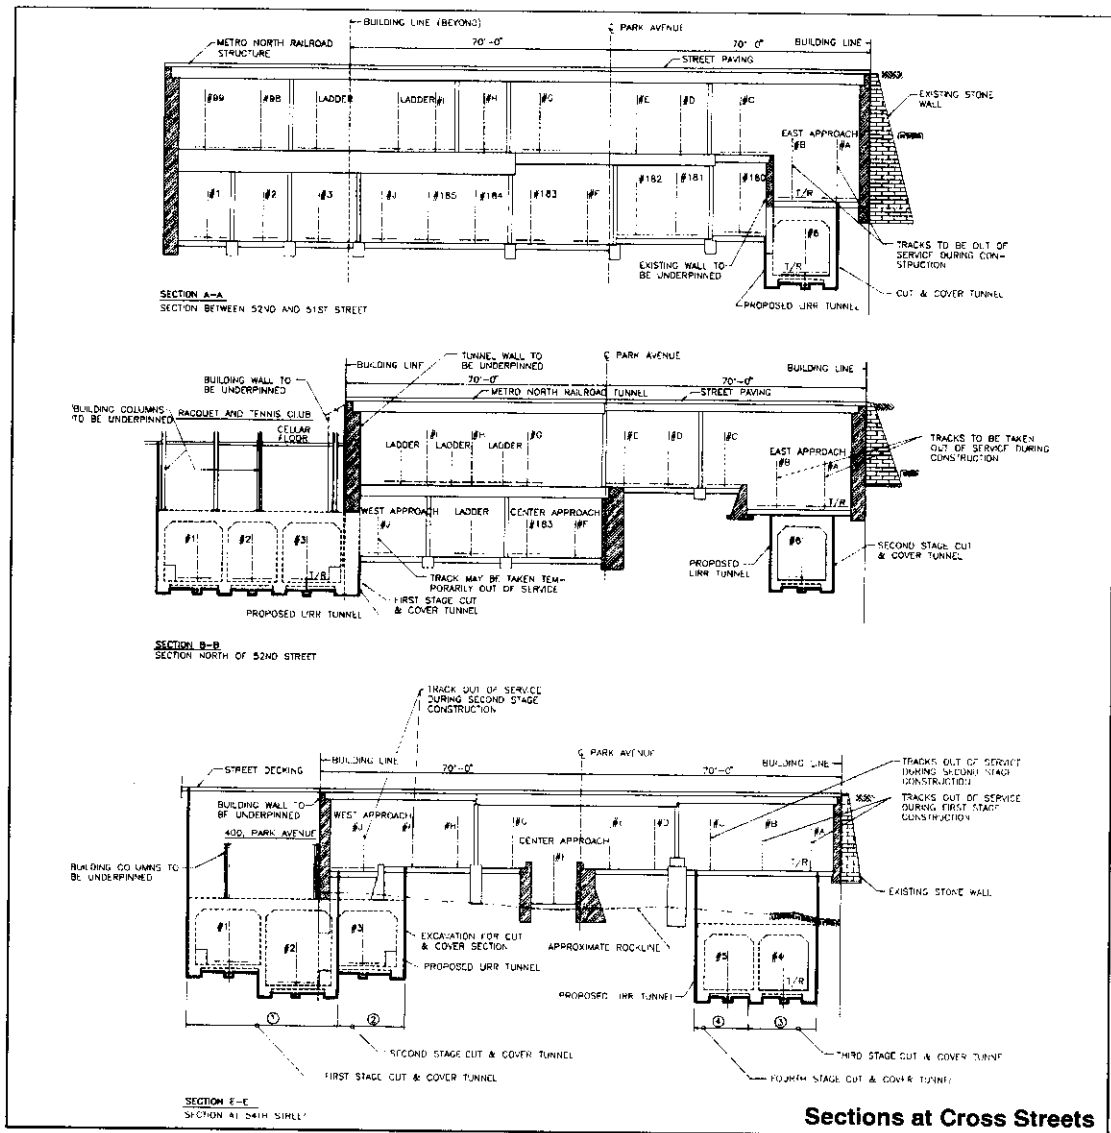 BUILDING LINE (BEYOND)
℄ PARK AVENUE
METRO NORTH RAILROAD
STRUCTURE
70'-0"
70'-0"
BUILDING LINE
STREET PAVING
EXISTING STONE
WALL
#99
#98
LADDER
LADDER
#I
#H
#G
#E
#D
#C
EAST APPROACH
#B
#A
#1
#2
#3
#J
#185
#184
#183
#F
#182
#181
#180
T/R
#6
T/R
EXISTING WALL TO
BE UNDERPINNED
TRACKS TO BE OUT OF
SERVICE DURING CON-
STRUCTION
CUT & COVER TUNNEL
PROPOSED LIRR TUNNEL
SECTION A-A
SECTION BETWEEN 52ND AND 51ST STREET
BUILDING LINE
TUNNEL WALL TO
BE UNDERPINNED
℄ PARK AVENUE
BUILDING LINE
BUILDING WALL TO
BE UNDERPINNED
70'-0"
70'-0"
METRO NORTH RAILROAD TUNNEL
STREET PAVING
BUILDING COLUMNS
TO BE UNDERPINNED
RACQUET AND TENNIS CLUB
CELLAR
FLOOR
#I
#H
#G
LADDER
LADDER
LADDER
#E
#D
#C
EAST APPROACH
#B
#A
T/R
TRACKS TO BE TAKEN
OUT OF SERVICE DURING
CONSTRUCTION
WEST APPROACH
#J
LADDER
CENTER APPROACH
#183
#F
#1
#2
#3
T/R
#6
TRACK MAY BE TAKEN TEM-
PORARILY OUT OF SERVICE
FIRST STAGE CUT
& COVER TUNNEL
PROPOSED LIRR TUNNEL
PROPOSED
LIRR TUNNEL
SECOND STAGE CUT
& COVER TUNNEL
SECTION B-B
SECTION NORTH OF 52ND STREET
TRACK OUT OF SERVICE
DURING SECOND STAGE
CONSTRUCTION
℄ PARK AVENUE
BUILDING LINE
BUILDING LINE
STREET DECKING
70'-0"
70'-0"
TRACKS OUT OF SERVICE
DURING SECOND STAGE
CONSTRUCTION
TRACKS OUT OF SERVICE
DURING FIRST STAGE
CONSTRUCTION
BUILDING WALL TO
BE UNDERPINNED
400, PARK AVENUE
BUILDING COLUMNS TO
BE UNDERPINNED
WEST APPROACH
#J
#I
#H
#G
CENTER APPROACH
#F
#E
#D
#C
#B
#A
T/R
EXISTING STONE WALL
#1
#2
#3
EXCAVATION FOR CUT
& COVER SECTION
APPROXIMATE ROCKLINE
PROPOSED LIRR TUNNEL
PROPOSED LIRR TUNNEL
#5
#4
T/R
1
2
4
3
SECOND STAGE CUT & COVER TUNNEL
FIRST STAGE CUT & COVER TUNNEL
THIRD STAGE CUT & COVER TUNNEL
FOURTH STAGE CUT & COVER TUNNEL
SECTION E-E
SECTION AT 54TH STREET
Sections at Cross Streets